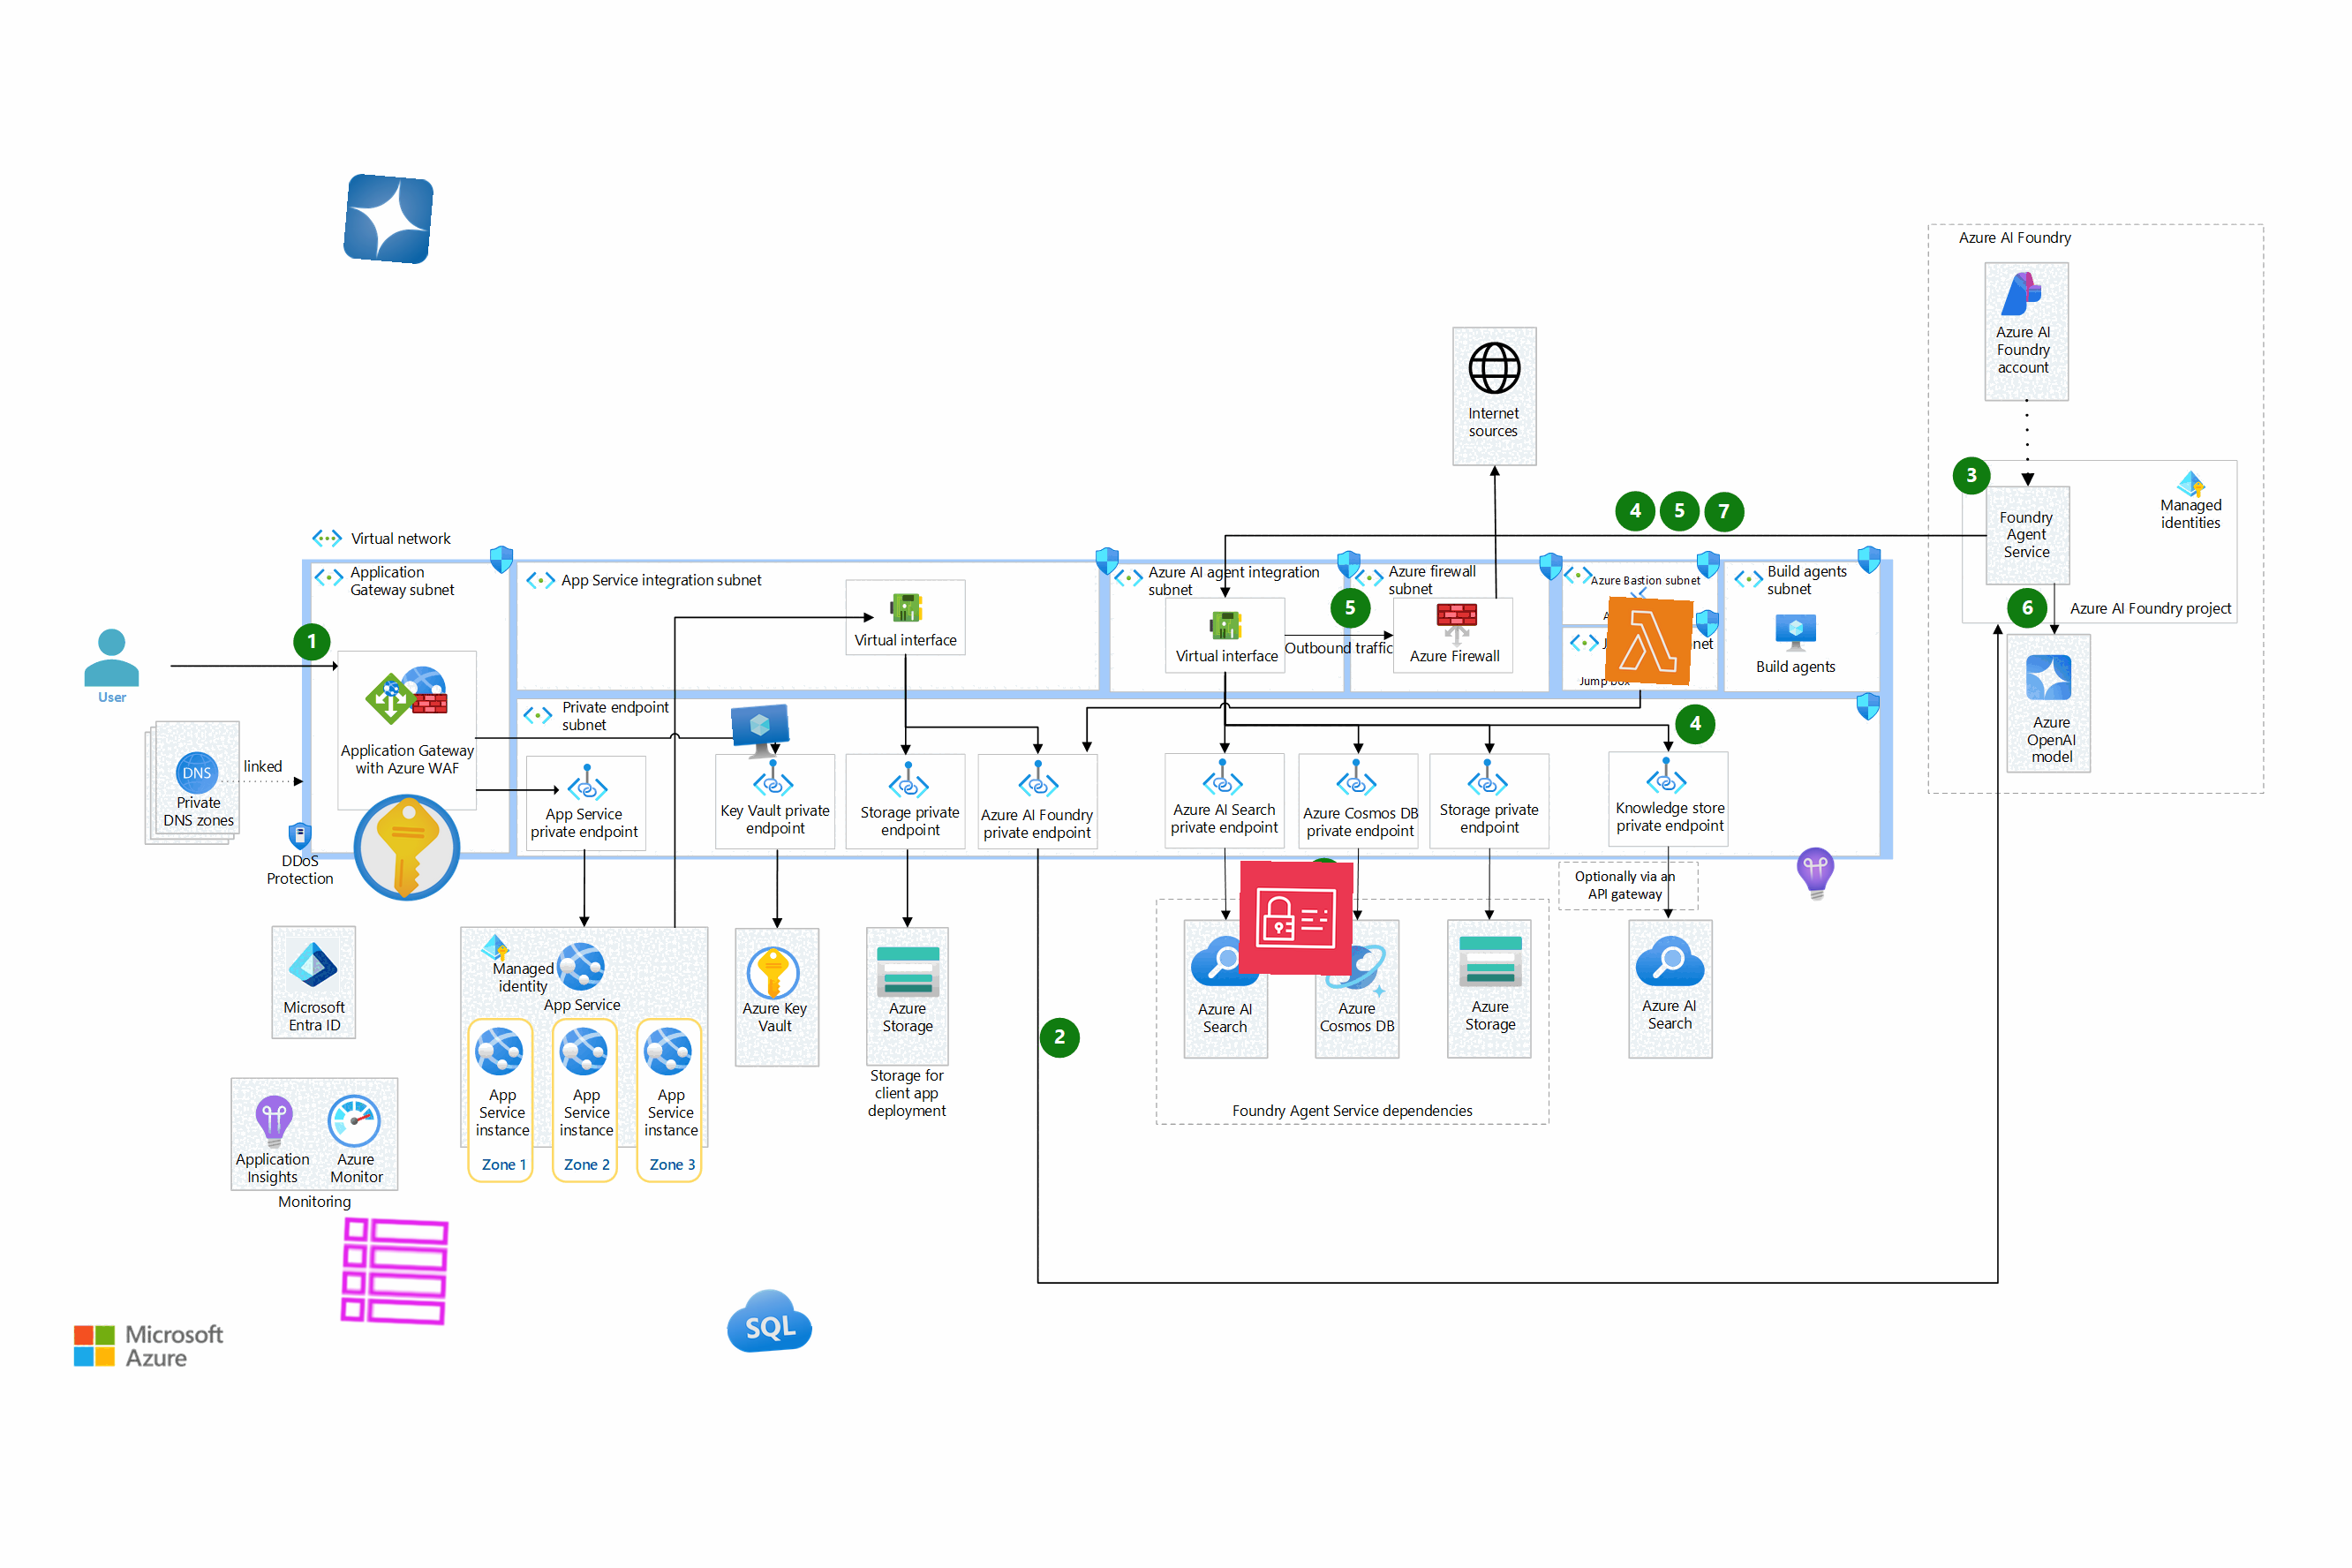 Azure AI Foundry
Azure AI
Foundry
account
Internet
sources
3
Managed
identities
Foundry
Agent
Service
4 5 7
6
Azure AI Foundry project
Azure
OpenAI
model
Virtual network
Application
Gateway subnet
App Service integration subnet
Virtual interface
Azure AI agent integration
subnet
Virtual interface
5
Outbound traffic
Azure firewall
subnet
Azure Firewall
Azure Bastion subnet
Jump box
Build agents
subnet
Build agents
1
User
Application Gateway
with Azure WAF
DNS
Private
DNS zones
linked
DDoS
Protection
Private endpoint
subnet
4
App Service
private endpoint
Key Vault private
endpoint
Storage private
endpoint
Azure AI Foundry
private endpoint
Azure AI Search
private endpoint
Azure Cosmos DB
private endpoint
Storage private
endpoint
Knowledge store
private endpoint
Optionally via an
API gateway
Microsoft
Entra ID
Managed
identity
App Service
App
Service
instance
Zone 1
App
Service
instance
Zone 2
App
Service
instance
Zone 3
Azure Key
Vault
Azure
Storage
Storage for
client app
deployment
2
Azure AI
Search
Azure
Cosmos DB
Azure
Storage
Azure AI
Search
Foundry Agent Service dependencies
Application
Insights
Azure
Monitor
Monitoring
SQL
Microsoft
Azure